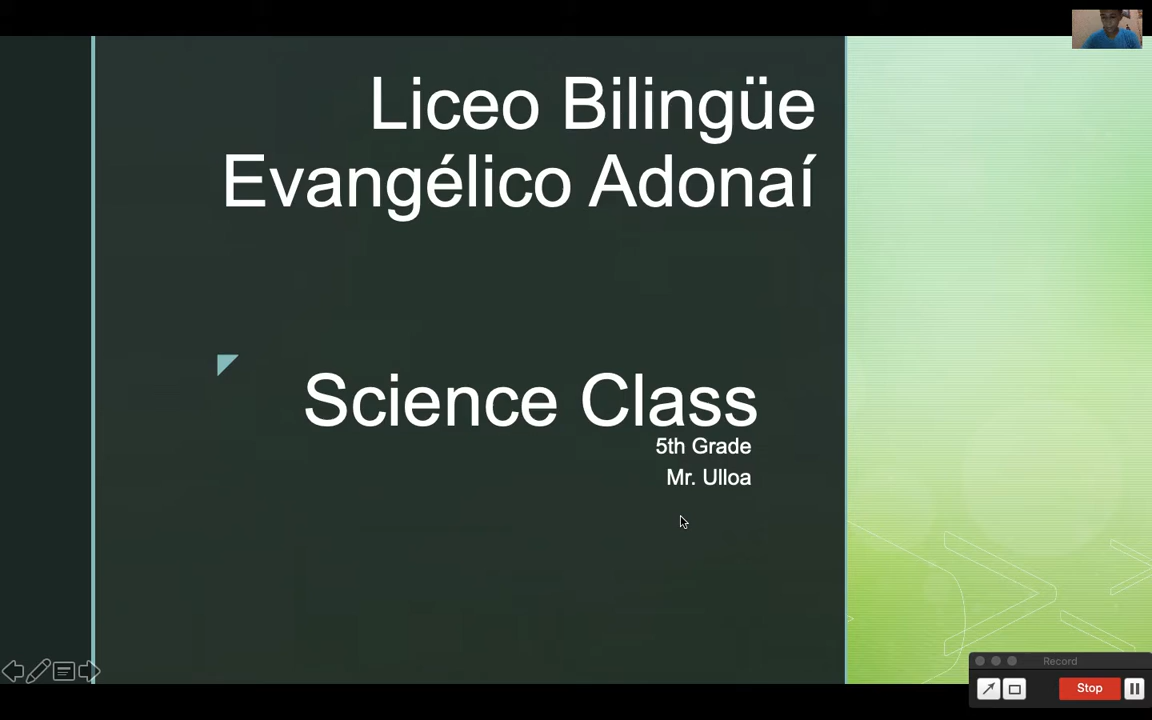 Liceo Bilingüe
Evangélico Adonaí
Science Class
5th Grade
Mr. Ulloa
Record
Stop